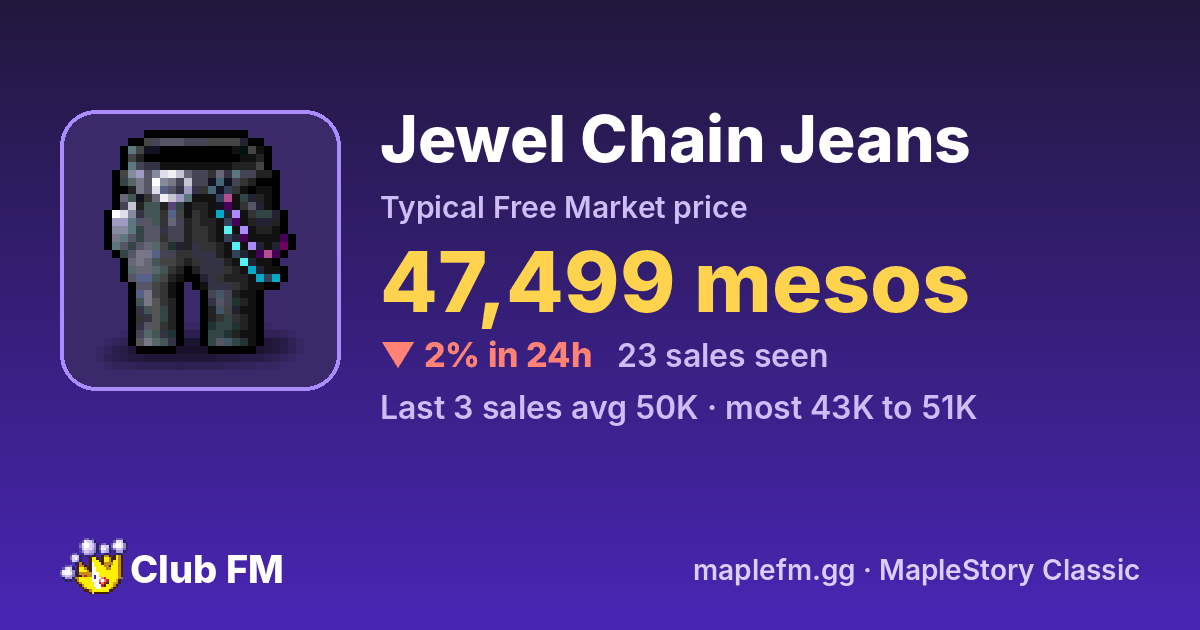 Jewel Chain Jeans
Typical Free Market price
47,499 mesos
▼ 2% in 24h 23 sales seen
Last 3 sales avg 50K · most 43K to 51K
Club FM
maplefm.gg · MapleStory Classic